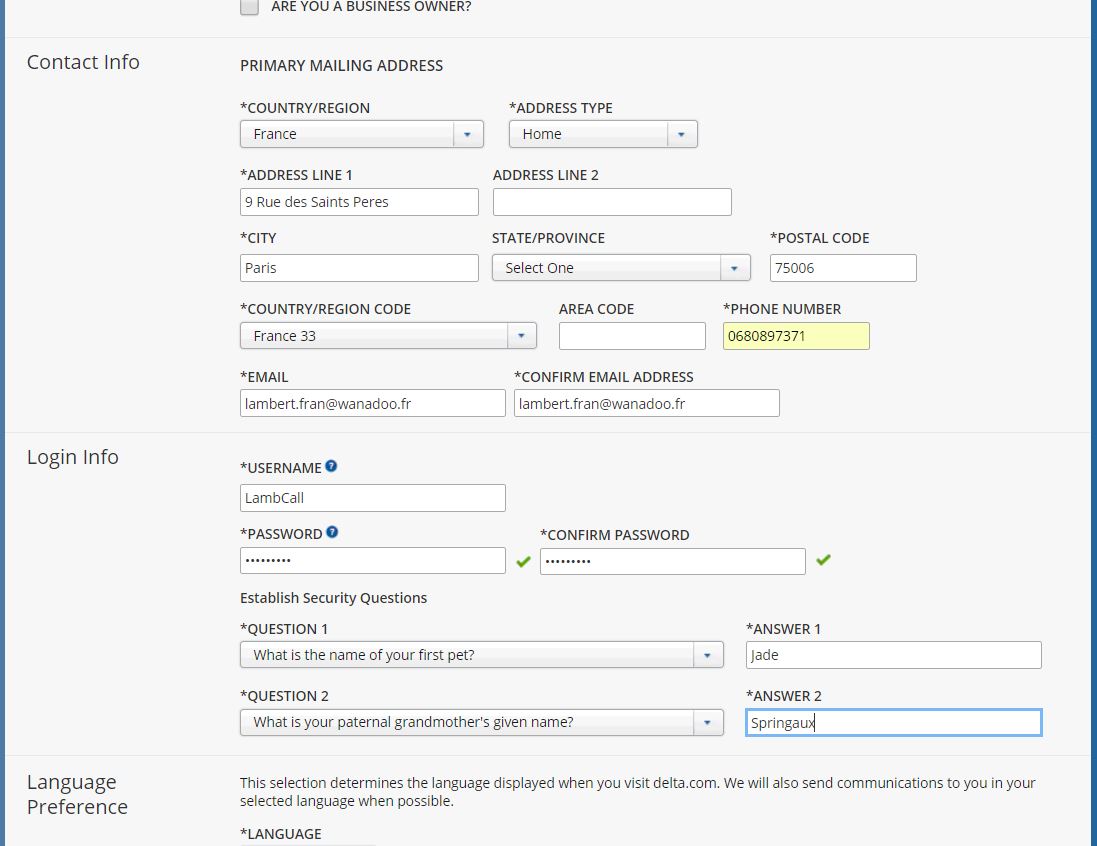 ARE YOU A BUSINESS OWNER?
Contact Info
PRIMARY MAILING ADDRESS
*COUNTRY/REGION *ADDRESS TYPE
France Home
*ADDRESS LINE 1 ADDRESS LINE 2
9 Rue des Saints Peres
*CITY STATE/PROVINCE *POSTAL CODE
Paris Select One 75006
*COUNTRY/REGION CODE AREA CODE *PHONE NUMBER
France 33 0680897371
*EMAIL *CONFIRM EMAIL ADDRESS
lambert.fran@wanadoo.fr lambert.fran@wanadoo.fr
Login Info
*USERNAME ?
LambCall
*PASSWORD ? *CONFIRM PASSWORD
••••••••• •••••••••
Establish Security Questions
*QUESTION 1 *ANSWER 1
What is the name of your first pet? Jade
*QUESTION 2 *ANSWER 2
What is your paternal grandmother's given name? Springaux
Language
Preference
This selection determines the language displayed when you visit delta.com. We will also send communications to you in your
selected language when possible.
*LANGUAGE